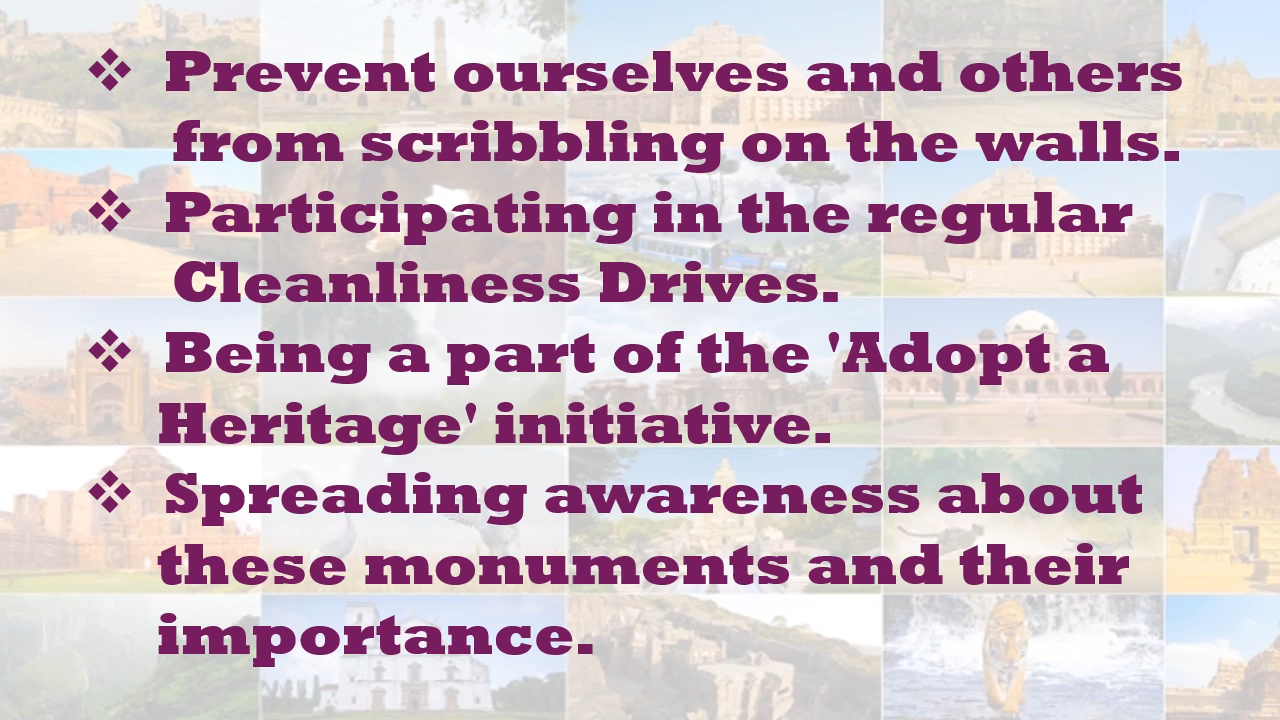 ❖ Prevent ourselves and others
from scribbling on the walls.
❖ Participating in the regular
Cleanliness Drives.
❖ Being a part of the 'Adopt a
Heritage' initiative.
❖ Spreading awareness about
these monuments and their
importance.